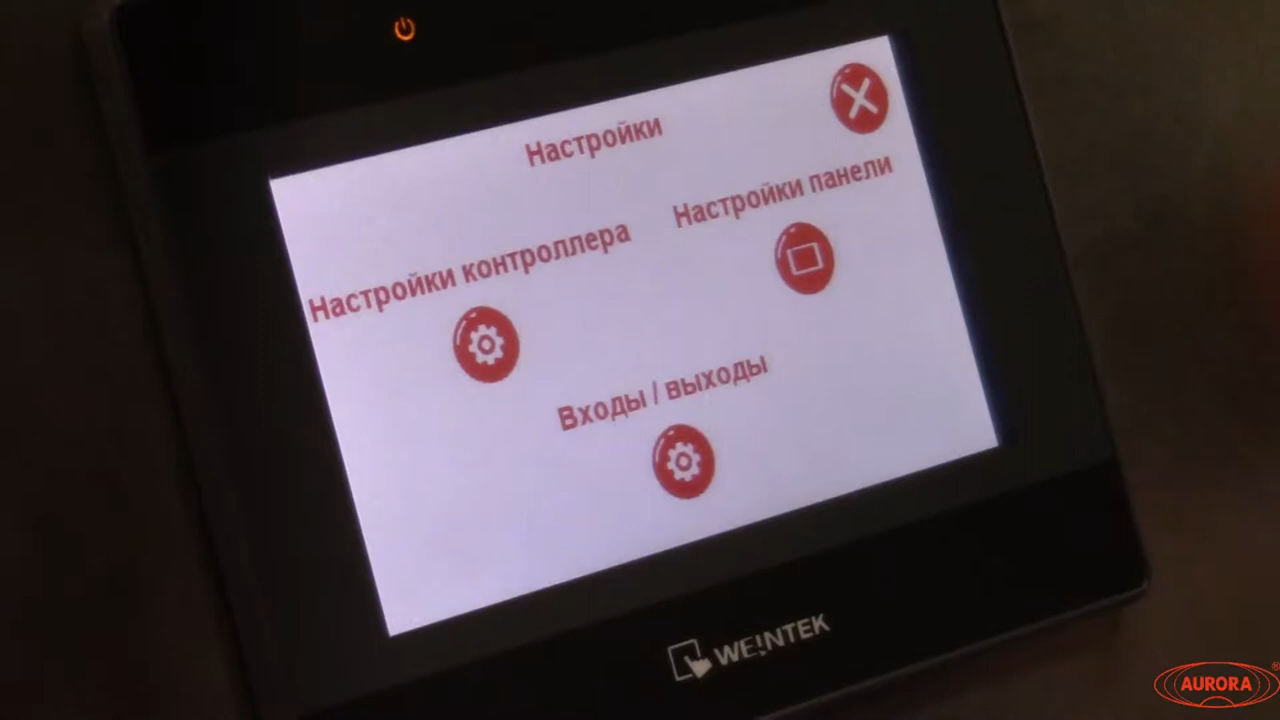 Настройки
Настройки панели
Настройки контроллера
Входы / выходы
WEINTEK
AURORA
®